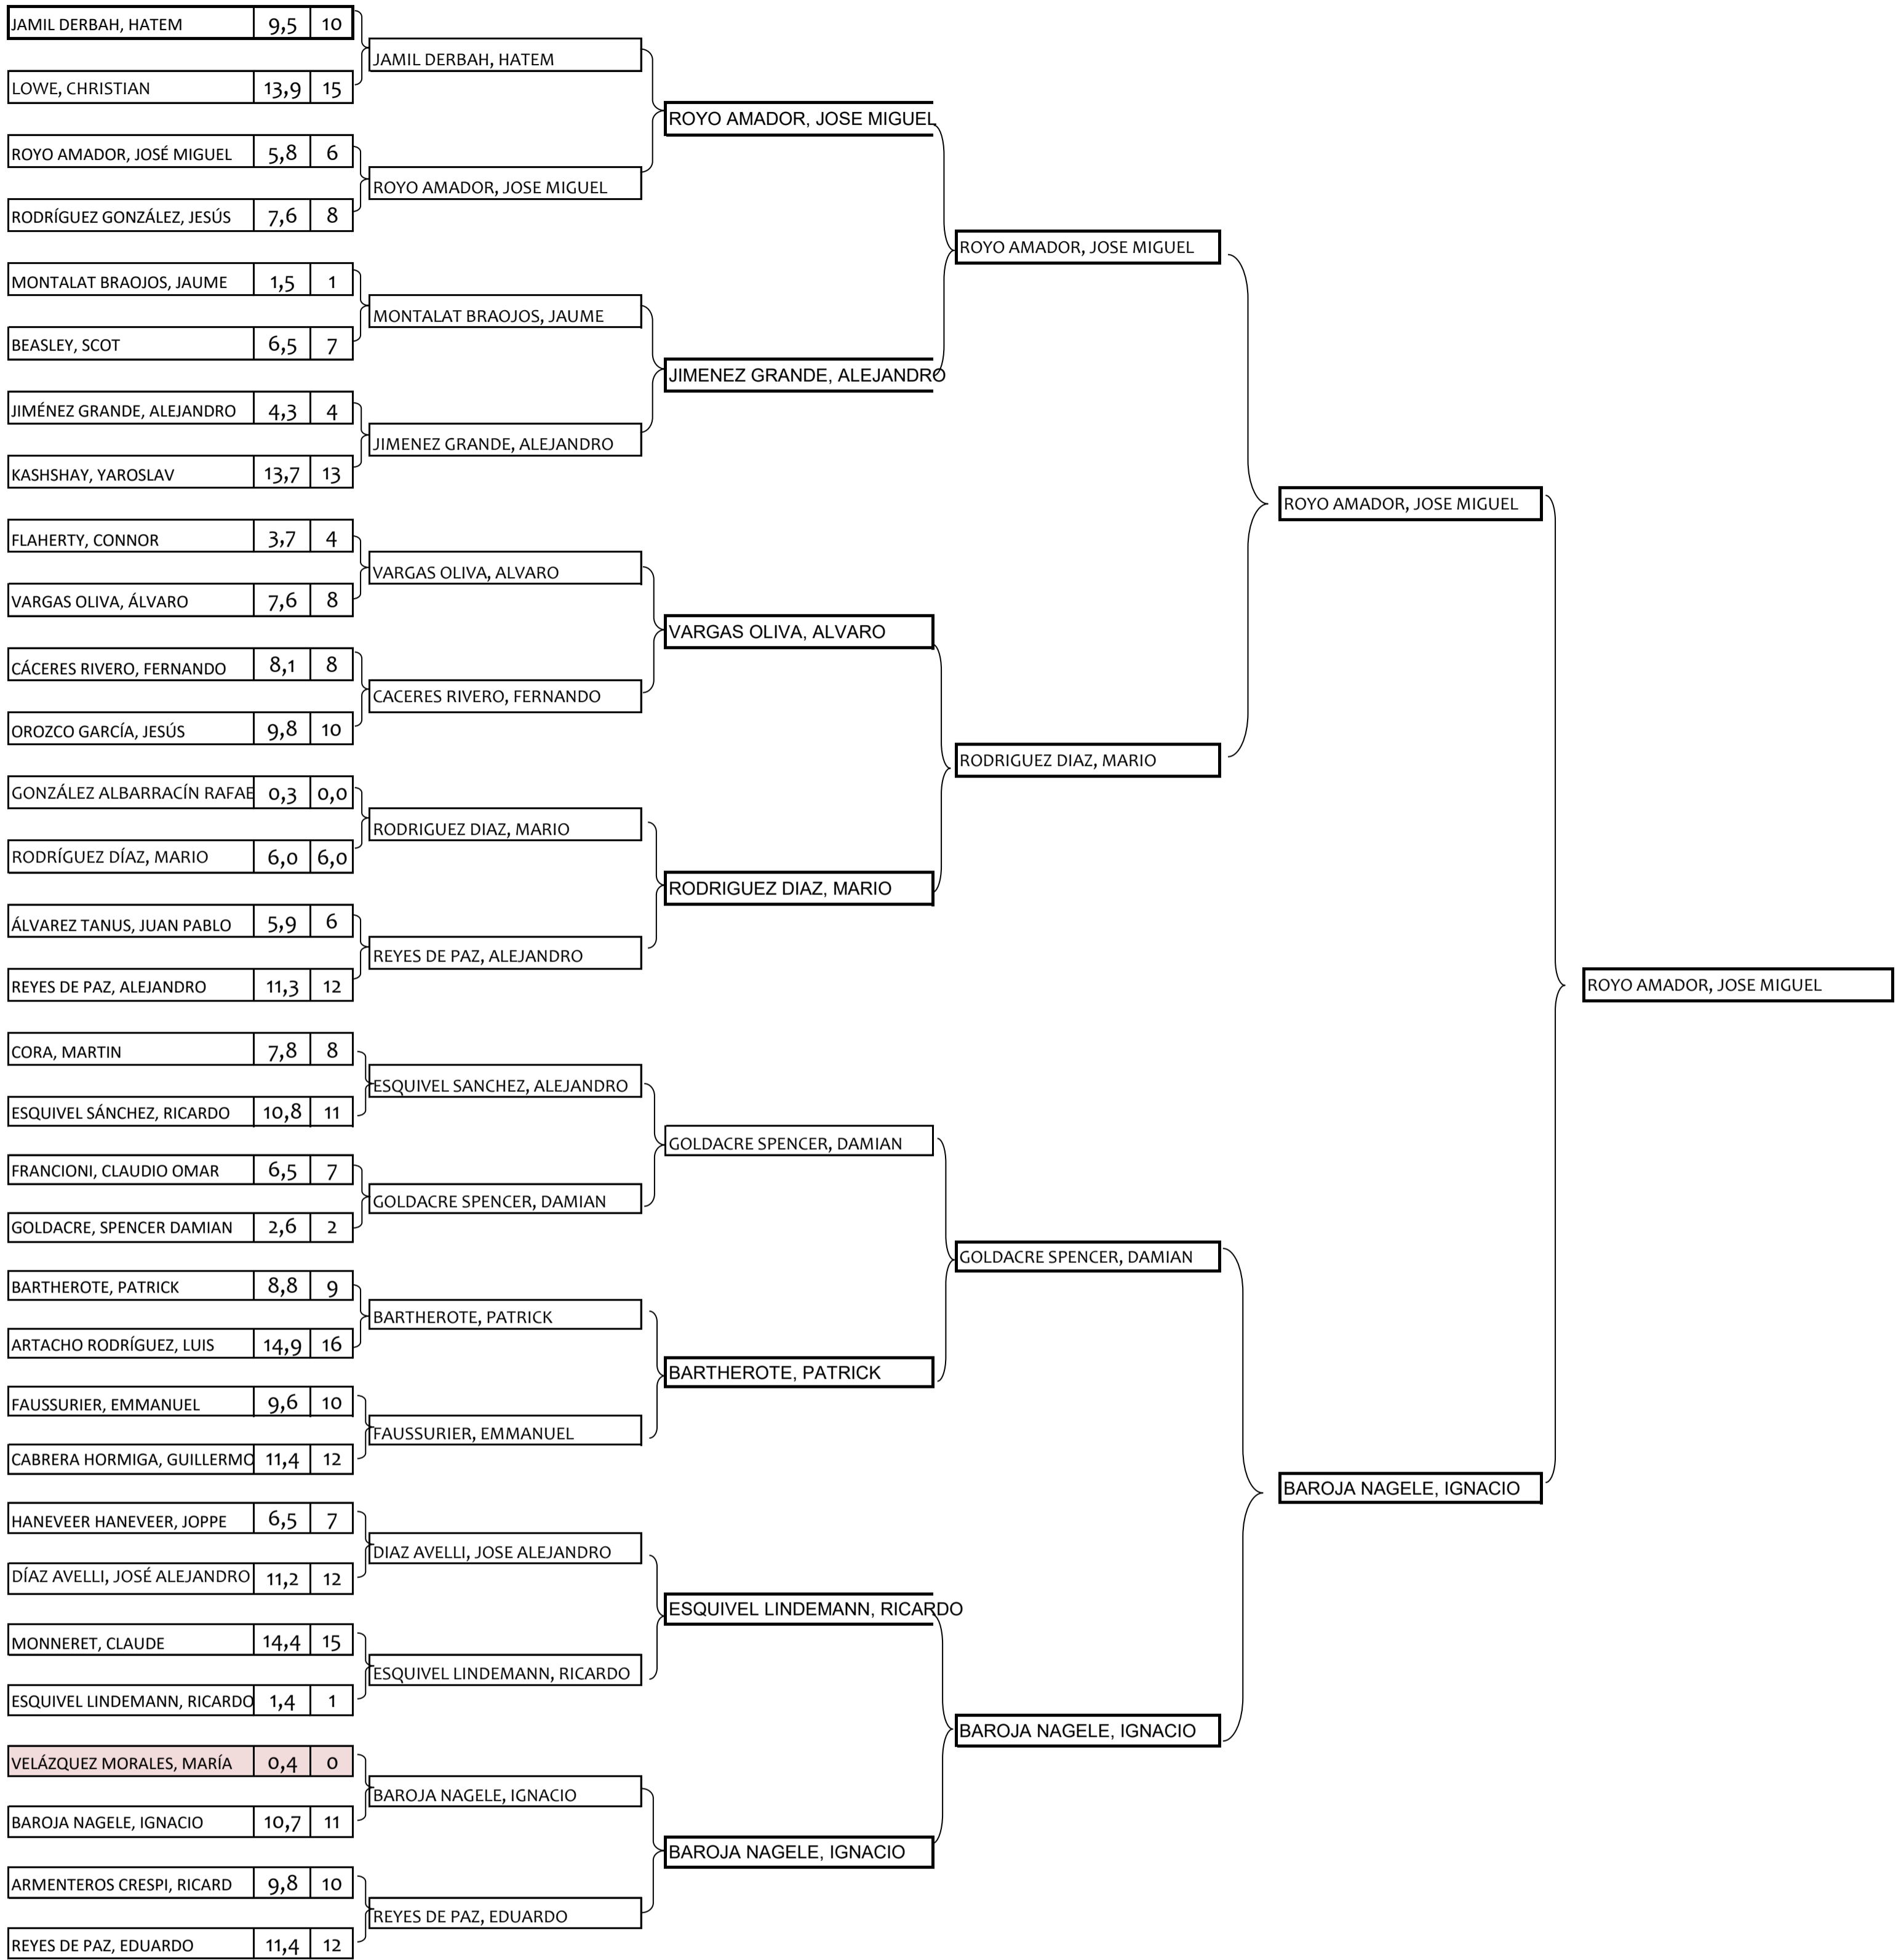 JAMIL DERBAH, HATEM 9,5 10
LOWE, CHRISTIAN 13,9 15
ROYO AMADOR, JOSÉ MIGUEL 5,8 6
RODRÍGUEZ GONZÁLEZ, JESÚS 7,6 8
MONTALAT BRAOJOS, JAUME 1,5 1
BEASLEY, SCOT 6,5 7
JIMÉNEZ GRANDE, ALEJANDRO 4,3 4
KASHSHAY, YAROSLAV 13,7 13
FLAHERTY, CONNOR 3,7 4
VARGAS OLIVA, ÁLVARO 7,6 8
CÁCERES RIVERO, FERNANDO 8,1 8
OROZCO GARCÍA, JESÚS 9,8 10
GONZÁLEZ ALBARRACÍN RAFAE 0,3 0,0
RODRÍGUEZ DÍAZ, MARIO 6,0 6,0
ÁLVAREZ TANUS, JUAN PABLO 5,9 6
REYES DE PAZ, ALEJANDRO 11,3 12
CORA, MARTIN 7,8 8
ESQUIVEL SÁNCHEZ, RICARDO 10,8 11
FRANCIONI, CLAUDIO OMAR 6,5 7
GOLDACRE, SPENCER DAMIAN 2,6 2
BARTHEROTE, PATRICK 8,8 9
ARTACHO RODRÍGUEZ, LUIS 14,9 16
FAUSSURIER, EMMANUEL 9,6 10
CABRERA HORMIGA, GUILLERMO 11,4 12
HANEVEER HANEVEER, JOPPE 6,5 7
DÍAZ AVELLI, JOSÉ ALEJANDRO 11,2 12
MONNERET, CLAUDE 14,4 15
ESQUIVEL LINDEMANN, RICARDO 1,4 1
VELÁZQUEZ MORALES, MARÍA 0,4 0
BAROJA NAGELE, IGNACIO 10,7 11
ARMENTEROS CRESPI, RICARD 9,8 10
REYES DE PAZ, EDUARDO 11,4 12
JAMIL DERBAH, HATEM
ROYO AMADOR, JOSE MIGUEL
MONTALAT BRAOJOS, JAUME
JIMENEZ GRANDE, ALEJANDRO
VARGAS OLIVA, ALVARO
CACERES RIVERO, FERNANDO
RODRIGUEZ DIAZ, MARIO
REYES DE PAZ, ALEJANDRO
ESQUIVEL SANCHEZ, ALEJANDRO
GOLDACRE SPENCER, DAMIAN
BARTHEROTE, PATRICK
FAUSSURIER, EMMANUEL
DIAZ AVELLI, JOSE ALEJANDRO
ESQUIVEL LINDEMANN, RICARDO
BAROJA NAGELE, IGNACIO
REYES DE PAZ, EDUARDO
ROYO AMADOR, JOSE MIGUEL
JIMENEZ GRANDE, ALEJANDRO
VARGAS OLIVA, ALVARO
RODRIGUEZ DIAZ, MARIO
GOLDACRE SPENCER, DAMIAN
BARTHEROTE, PATRICK
ESQUIVEL LINDEMANN, RICARDO
BAROJA NAGELE, IGNACIO
ROYO AMADOR, JOSE MIGUEL
RODRIGUEZ DIAZ, MARIO
GOLDACRE SPENCER, DAMIAN
BAROJA NAGELE, IGNACIO
ROYO AMADOR, JOSE MIGUEL
BAROJA NAGELE, IGNACIO
ROYO AMADOR, JOSE MIGUEL